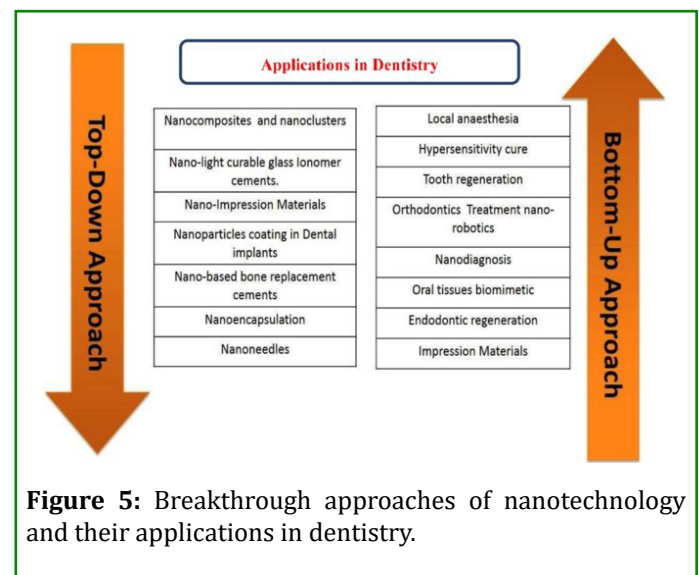 Applications in Dentistry
Top-Down Approach
Nanocomposites and nanoclusters
Nano-light curable glass Ionomer
cements.
Nano-Impression Materials
Nanoparticles coating in Dental
implants
Nano-based bone replacement
cements
Nanoencapsulation
Nanoneedles
Local anaesthesia
Hypersensitivity cure
Tooth regeneration
Orthodontics Treatment nano-
robotics
Nanodiagnosis
Oral tissues biomimetic
Endodontic regeneration
Impression Materials
Bottom-Up Approach
Figure 5: Breakthrough approaches of nanotechnology
and their applications in dentistry.